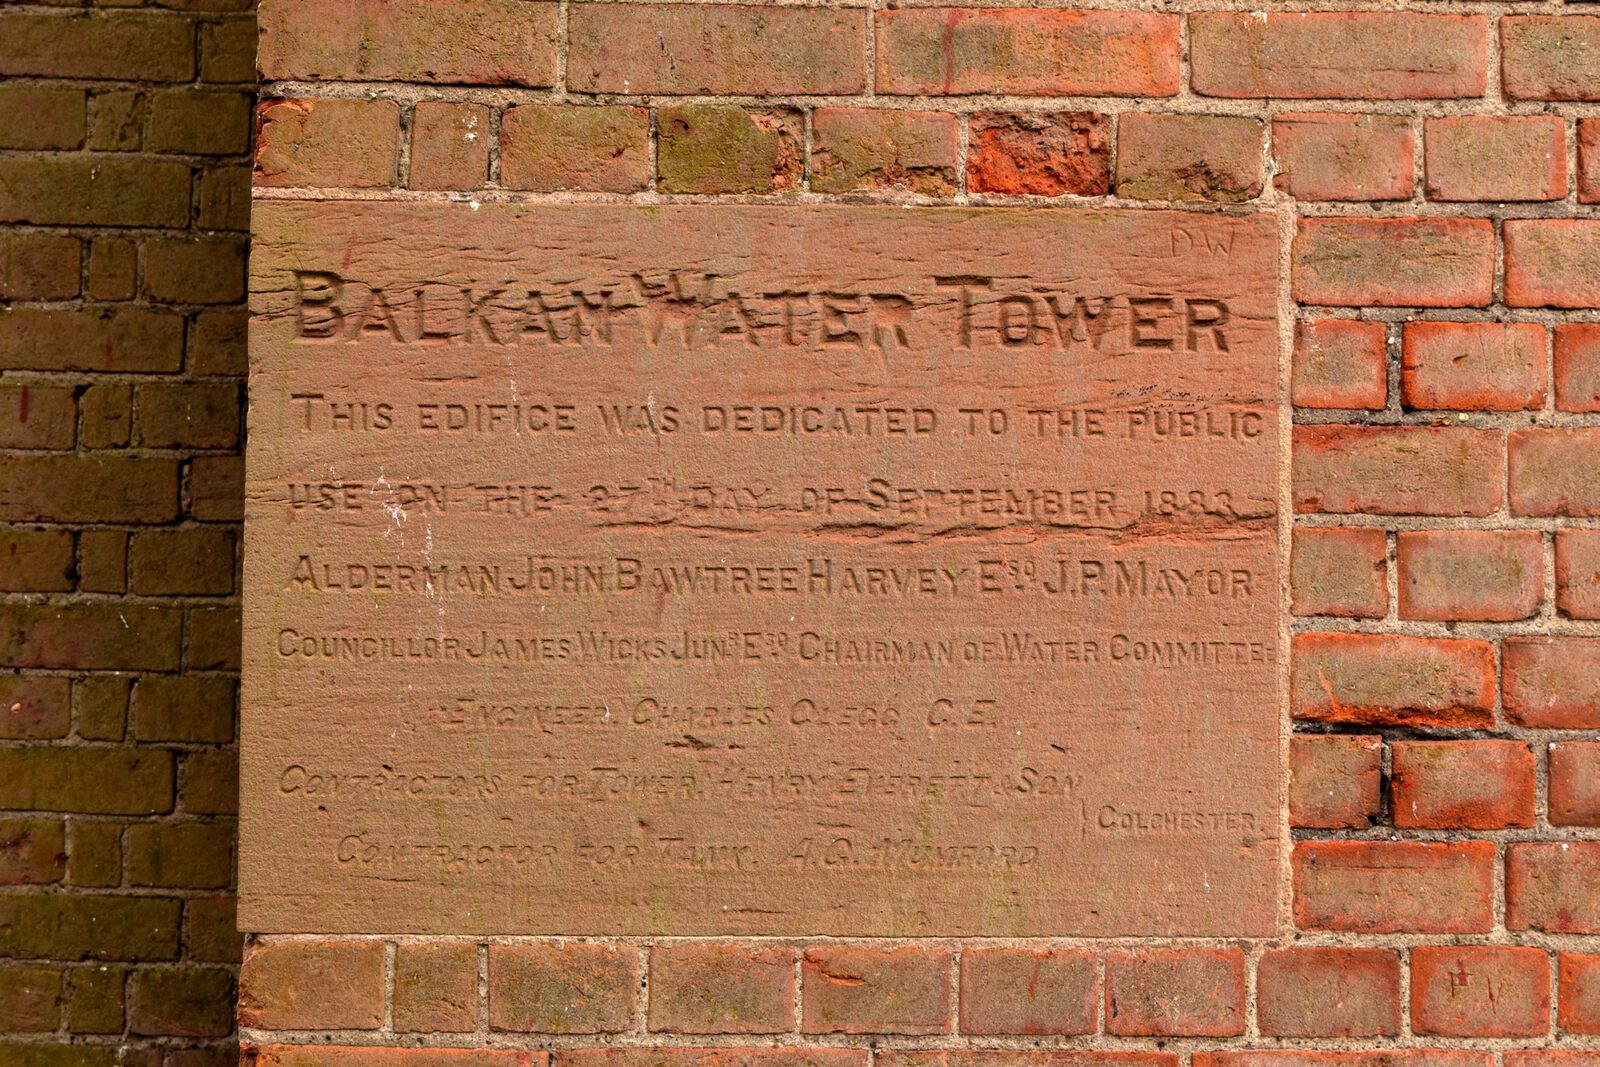 PW
BALKAN WATER TOWER
THIS EDIFICE WAS DEDICATED TO THE PUBLIC
USE ON THE 27TH DAY OF SEPTEMBER 1883
ALDERMAN JOHN BAWTREE HARVEY ESQ J.P. MAYOR
COUNCILLOR JAMES WICKS JUNR ESQ CHAIRMAN OF WATER COMMITTEE
ENGINEER, CHARLES CLEGG, C.E.
CONTRACTORS FOR TOWER, HENRY EVERETT & SON
COLCHESTER.
CONTRACTOR FOR TANK. A.G. MUMFORD